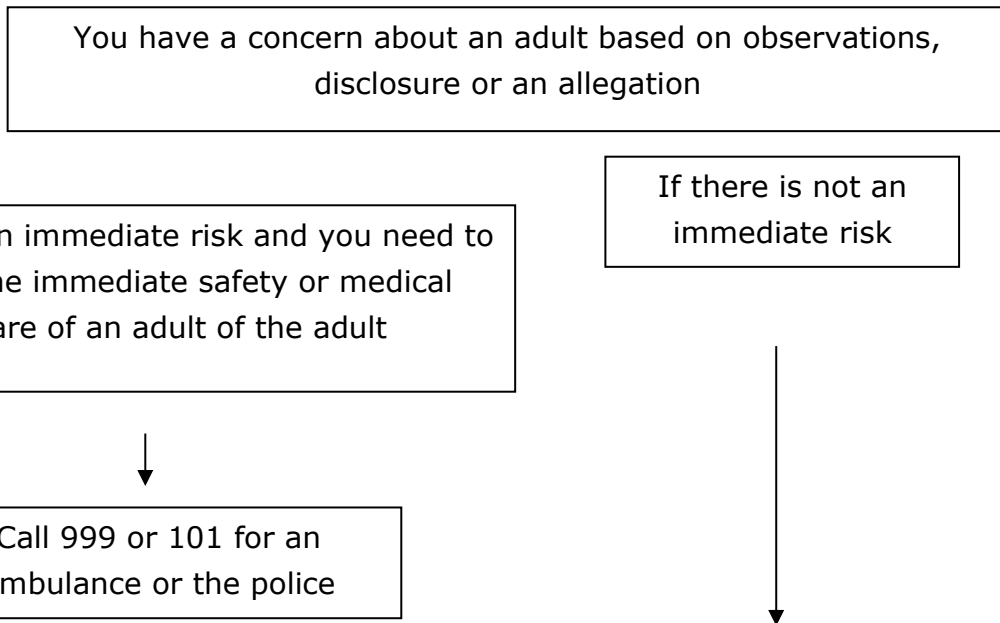 You have a concern about an adult based on observations,
disclosure or an allegation
If there is not an
immediate risk
n immediate risk and you need to
immediate safety or medical
of an adult of the adult
Call 999 or 101 for an
or the police